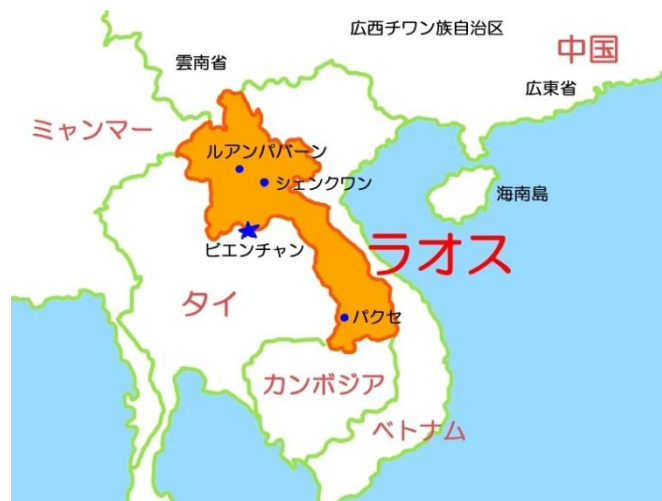 広西チワン族自治区
中国
雲南省
広東省
ミャンマー
ルアンパバーン
シェンクワン
海南島
ビエンチャン
ラオス
タイ
パクセ
カンボジア
ベトナム